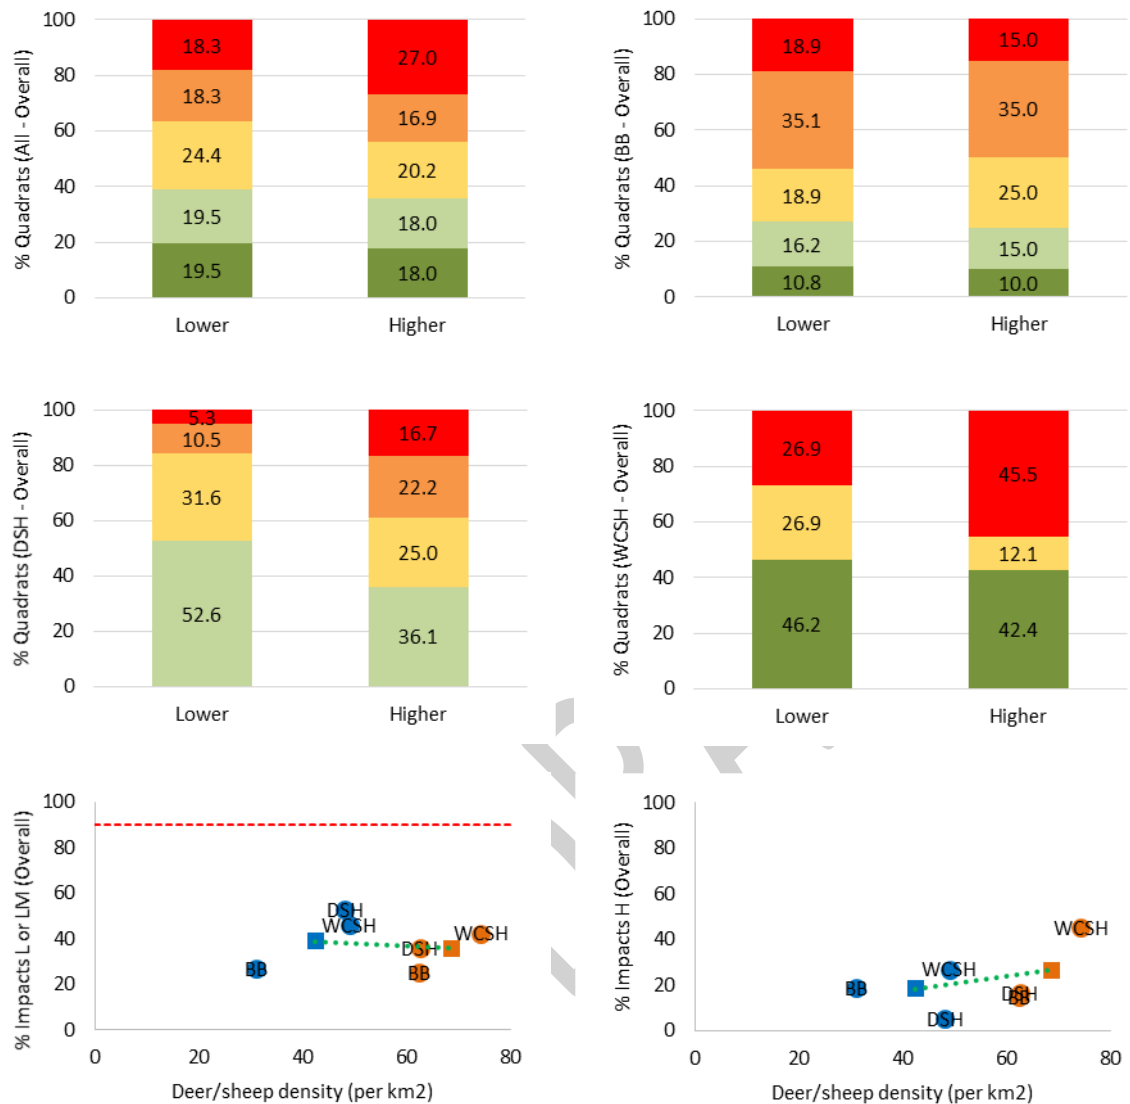 % Quadrats (All - Overall)
100
80
60
40
20
0
18.3
18.3
24.4
19.5
19.5
27.0
16.9
20.2
18.0
18.0
Lower
Higher
% Quadrats (BB - Overall)
100
80
60
40
20
0
18.9
35.1
18.9
16.2
10.8
15.0
35.0
25.0
15.0
10.0
Lower
Higher
% Quadrats (DSH - Overall)
100
80
60
40
20
0
5.3
10.5
31.6
52.6
16.7
22.2
25.0
36.1
Lower
Higher
% Quadrats (WCSH - Overall)
100
80
60
40
20
0
26.9
26.9
46.2
45.5
12.1
42.4
Lower
Higher
% Impacts L or LM (Overall)
100
80
60
40
20
0
DSH
WCSH
BB
WCSH
DSH
BB
0
20
40
60
80
Deer/sheep density (per km2)
% Impacts H (Overall)
100
80
60
40
20
0
WCSH
WCSH
BB
DSH
BB
DSH
0
20
40
60
80
Deer/sheep density (per km2)